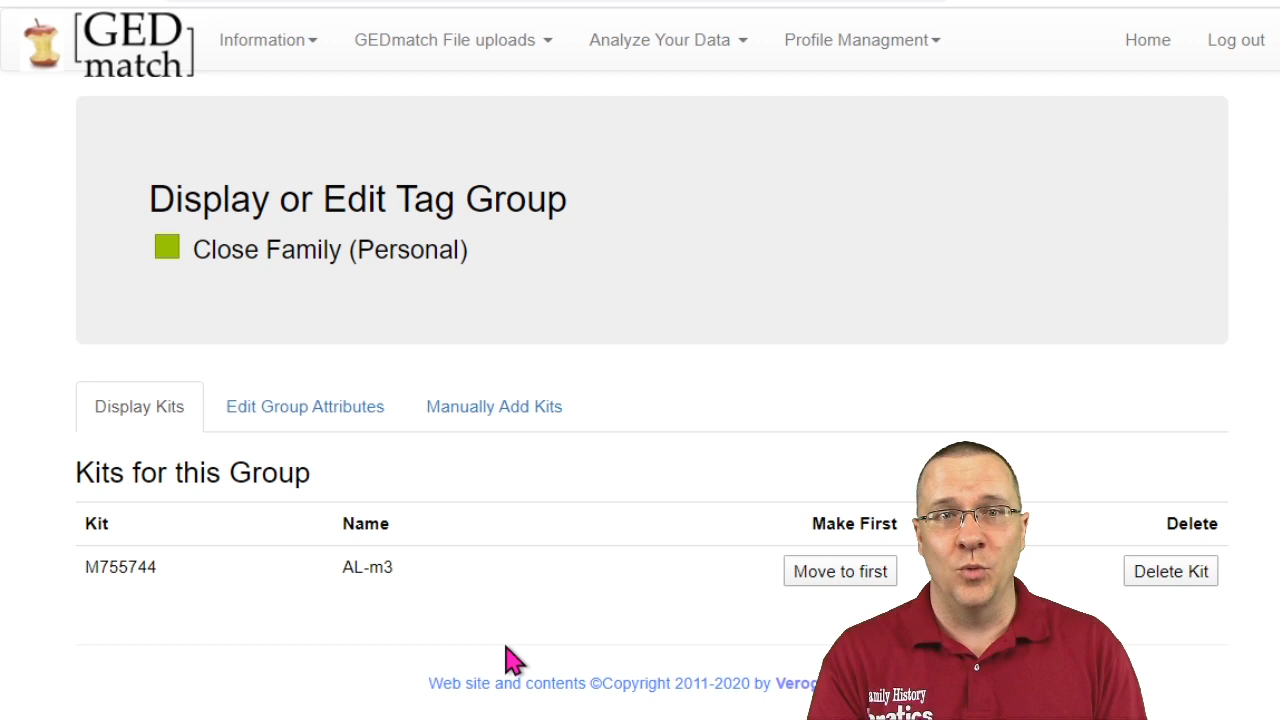 [GED
match]
Information
GEDmatch File uploads
Analyze Your Data
Profile Managment
Home
Log out
Display or Edit Tag Group
Close Family (Personal)
Display Kits
Edit Group Attributes
Manually Add Kits
Kits for this Group
Kit Name Make First Delete
M755744 AL-m3 Move to first Delete Kit
Web site and contents ©Copyright 2011-2020 by
Family History